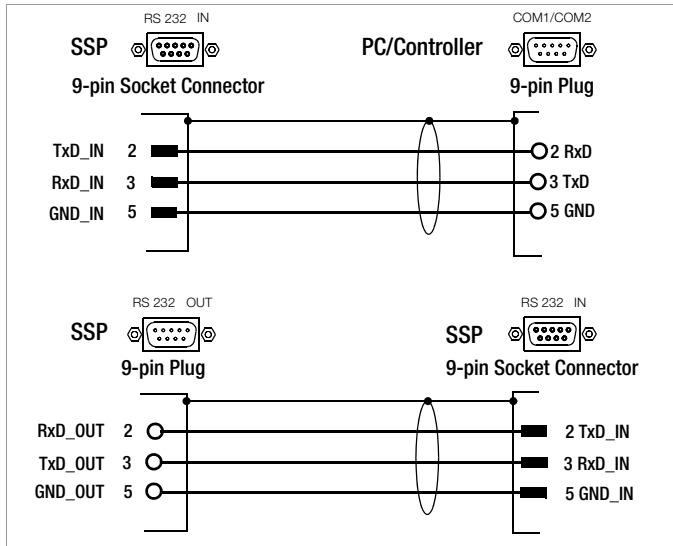 RS 232 IN
COM1/COM2
SSP
PC/Controller
9-pin Socket Connector
9-pin Plug
TxD_IN 2
2 RxD
RxD_IN 3
3 TxD
GND_IN 5
5 GND
RS 232 OUT
RS 232 IN
SSP
SSP
9-pin Plug
9-pin Socket Connector
RxD_OUT 2
2 TxD_IN
TxD_OUT 3
3 RxD_IN
GND_OUT 5
5 GND_IN